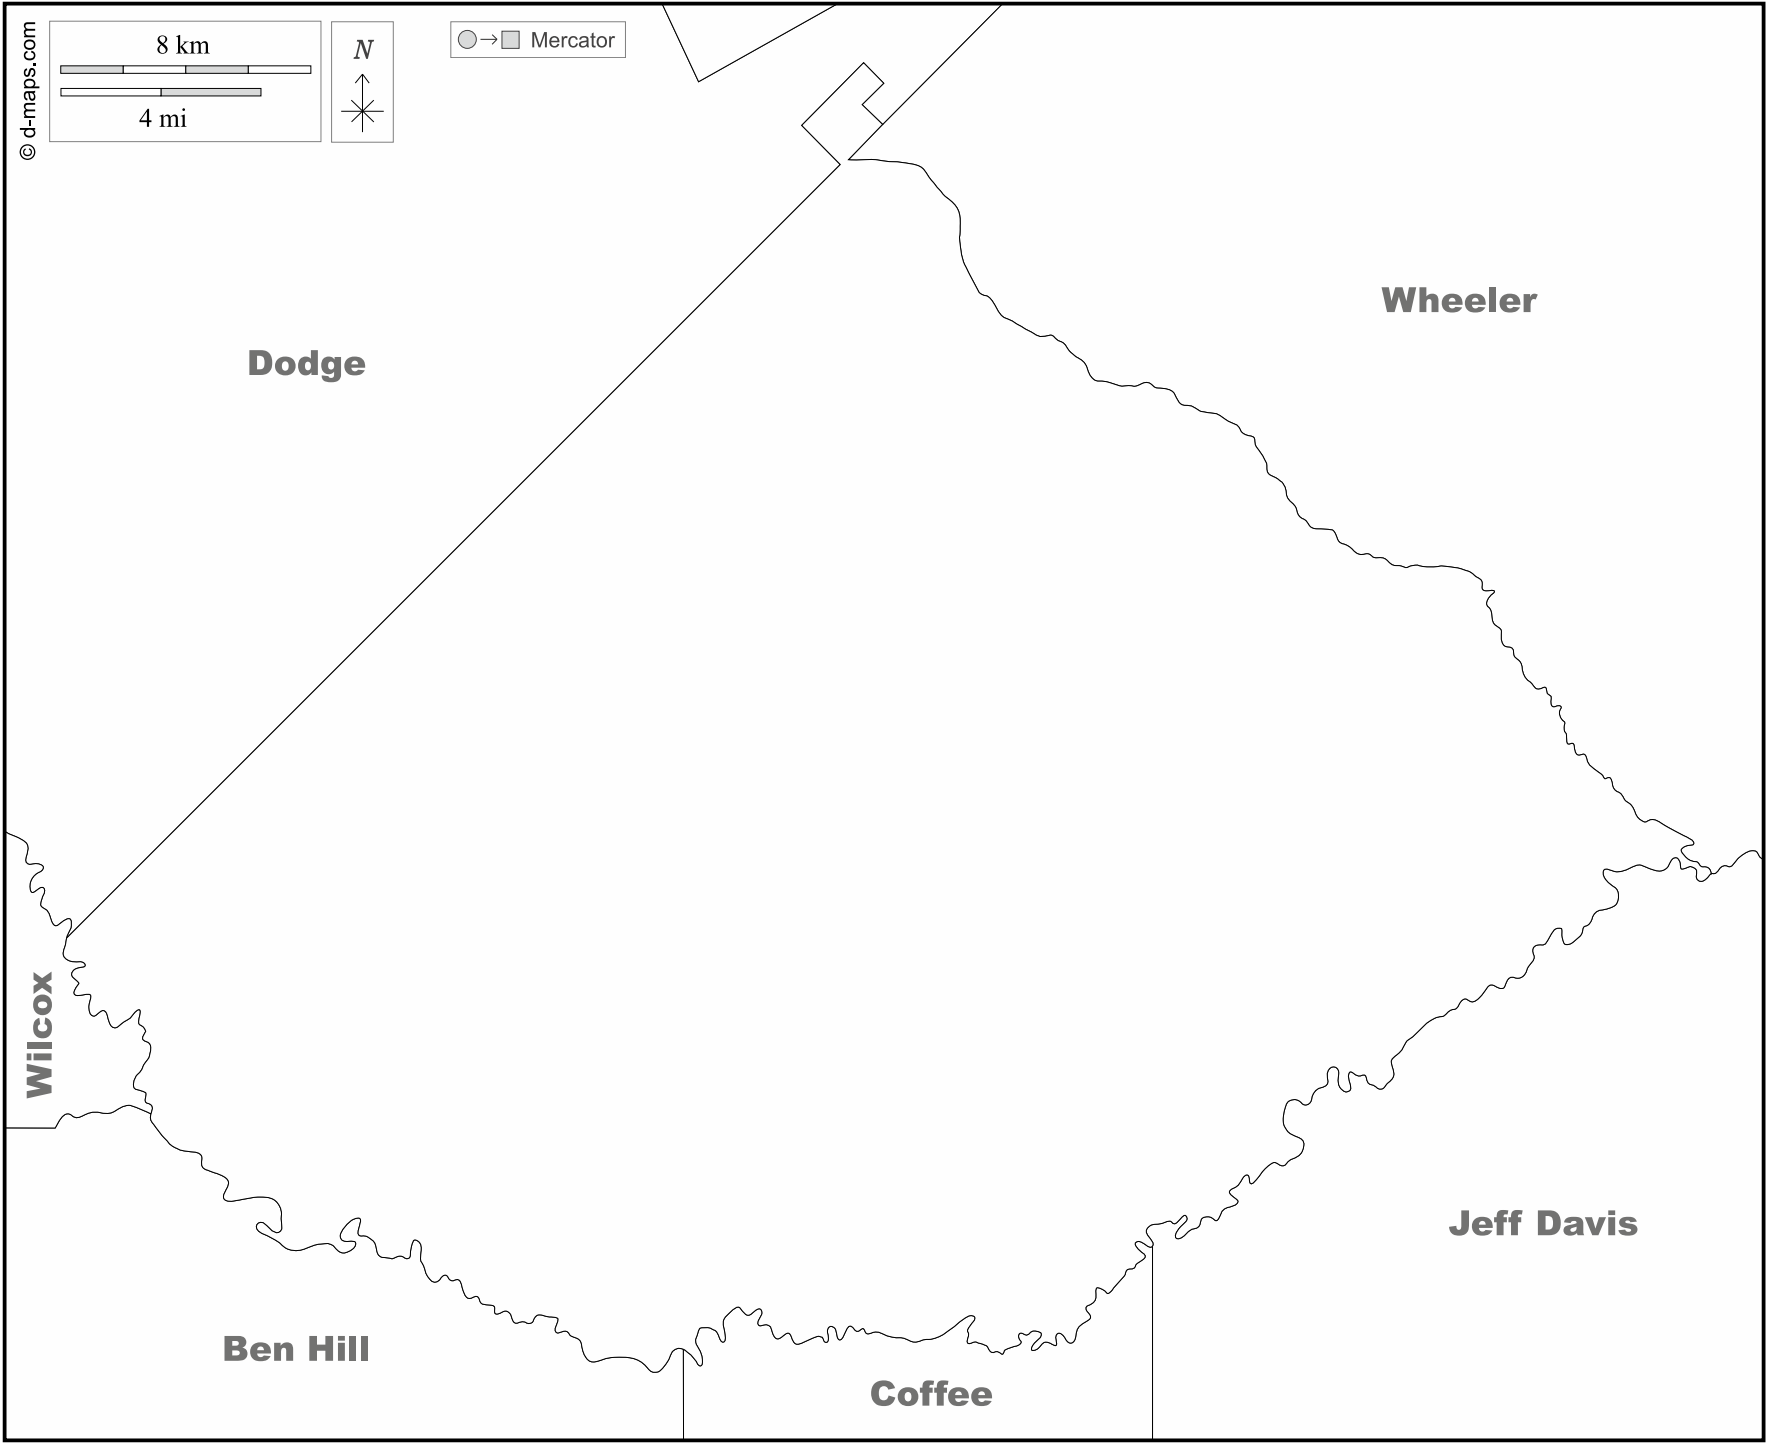 © d-maps.com
8 km
4 mi
N
Mercator
Wheeler
Dodge
Wilcox
Jeff Davis
Ben Hill
Coffee